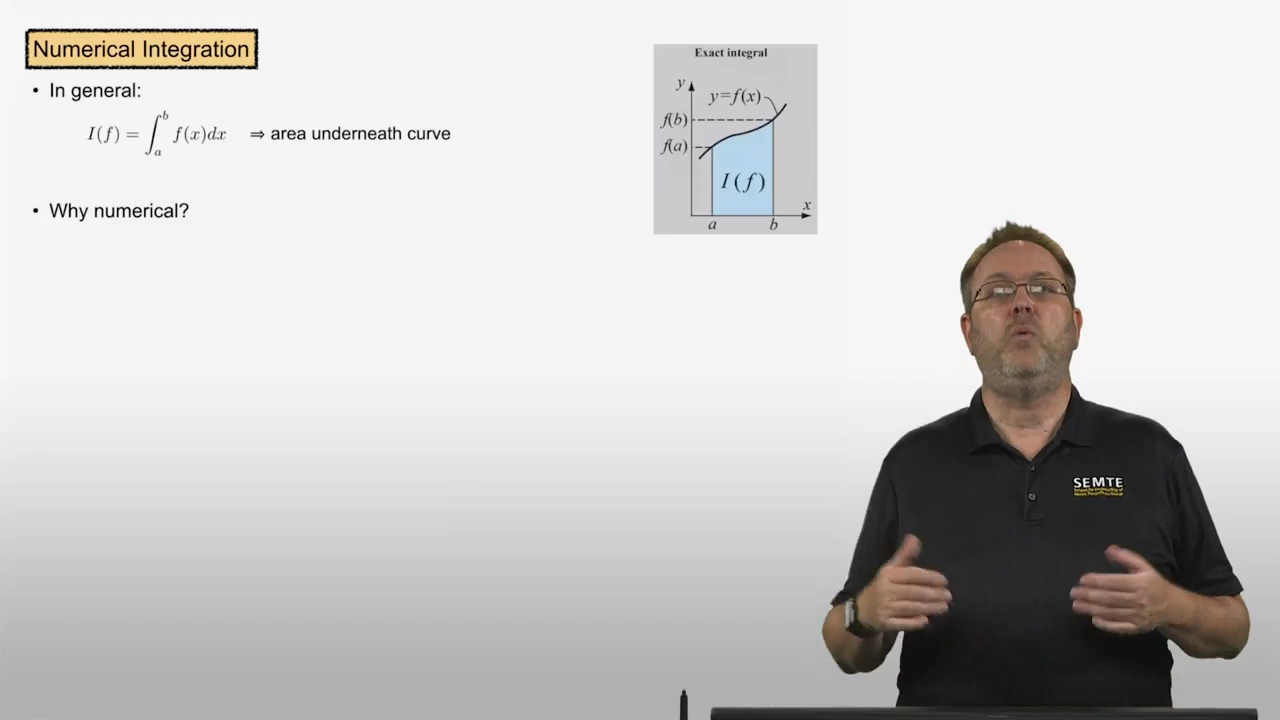 Numerical Integration
• In general:
I(f) = ∫_a^b f(x)dx ⇒ area underneath curve
• Why numerical?
Exact integral
y
y=f(x)
f(b)
f(a)
I(f)
x
a b
SEMTE